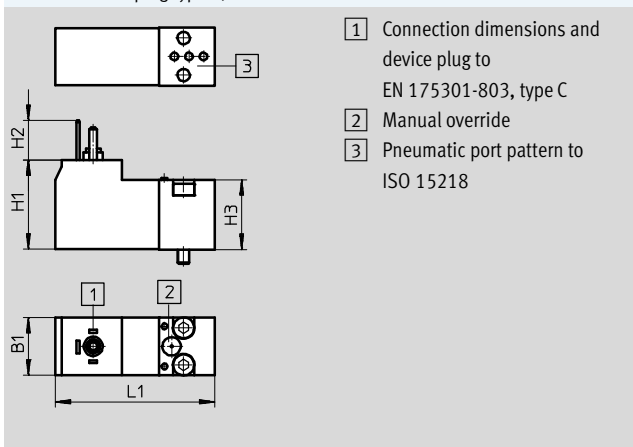 1 Connection dimensions and
device plug to
EN 175301-803, type C
2 Manual override
3 Pneumatic port pattern to
ISO 15218
3
H2
H1
H3
1
2
B1
L1